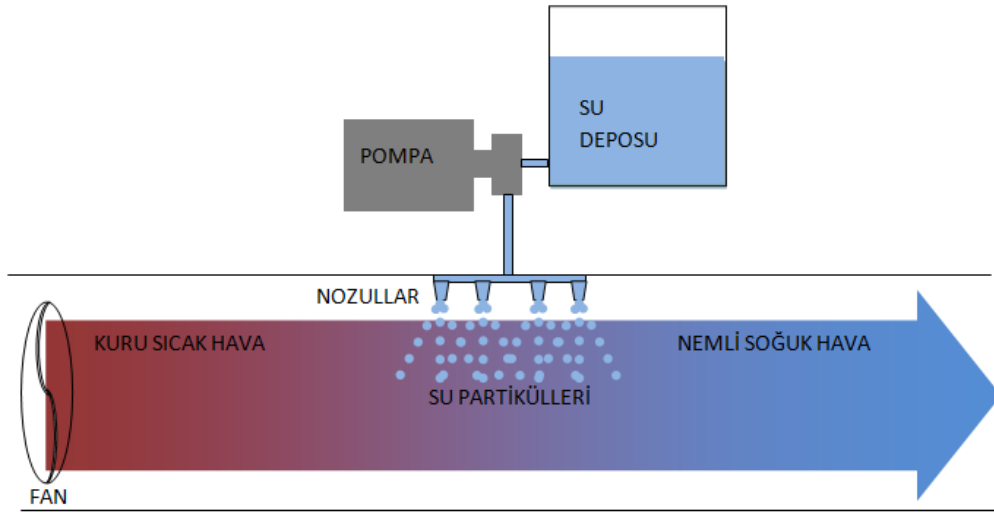 SU
DEPOSU
POMPA
NOZULLAR
KURU SICAK HAVA
NEMLİ SOĞUK HAVA
SU PARTİKÜLLERİ
FAN